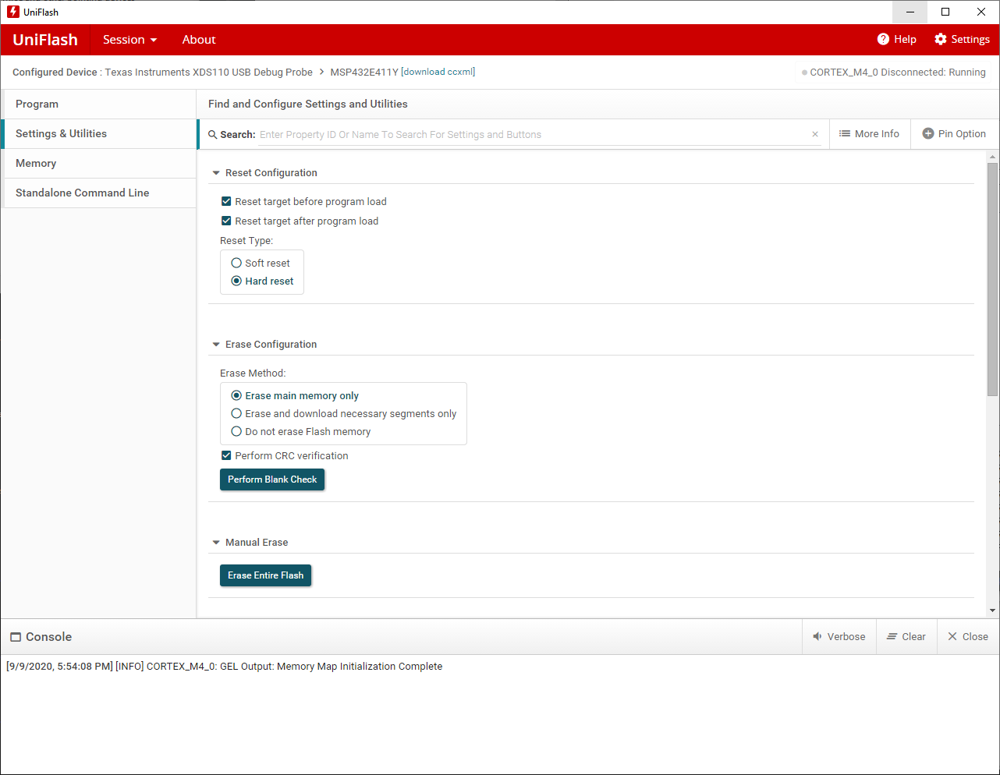 UniFlash
UniFlash Session About Help Settings
Configured Device : Texas Instruments XDS110 USB Debug Probe > MSP432E411Y [download ccxml] CORTEX_M4_0 Disconnected: Running
Program
Settings & Utilities
Memory
Standalone Command Line
Find and Configure Settings and Utilities
Search: Enter Property ID Or Name To Search For Settings and Buttons × More Info Pin Option
Reset Configuration
Reset target before program load
Reset target after program load
Reset Type:
Soft reset
Hard reset
Erase Configuration
Erase Method:
Erase main memory only
Erase and download necessary segments only
Do not erase Flash memory
Perform CRC verification
Perform Blank Check
Manual Erase
Erase Entire Flash
Console Verbose Clear Close
[9/9/2020, 5:54:08 PM] [INFO] CORTEX_M4_0: GEL Output: Memory Map Initialization Complete